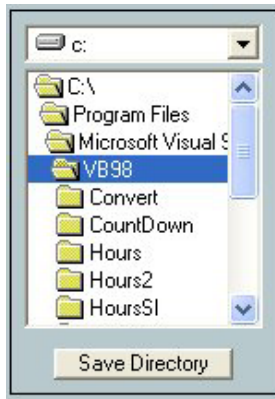 c:
C:\
Program Files
Microsoft Visual S
VB98
Convert
CountDown
Hours
Hours2
HoursSI
Save Directory